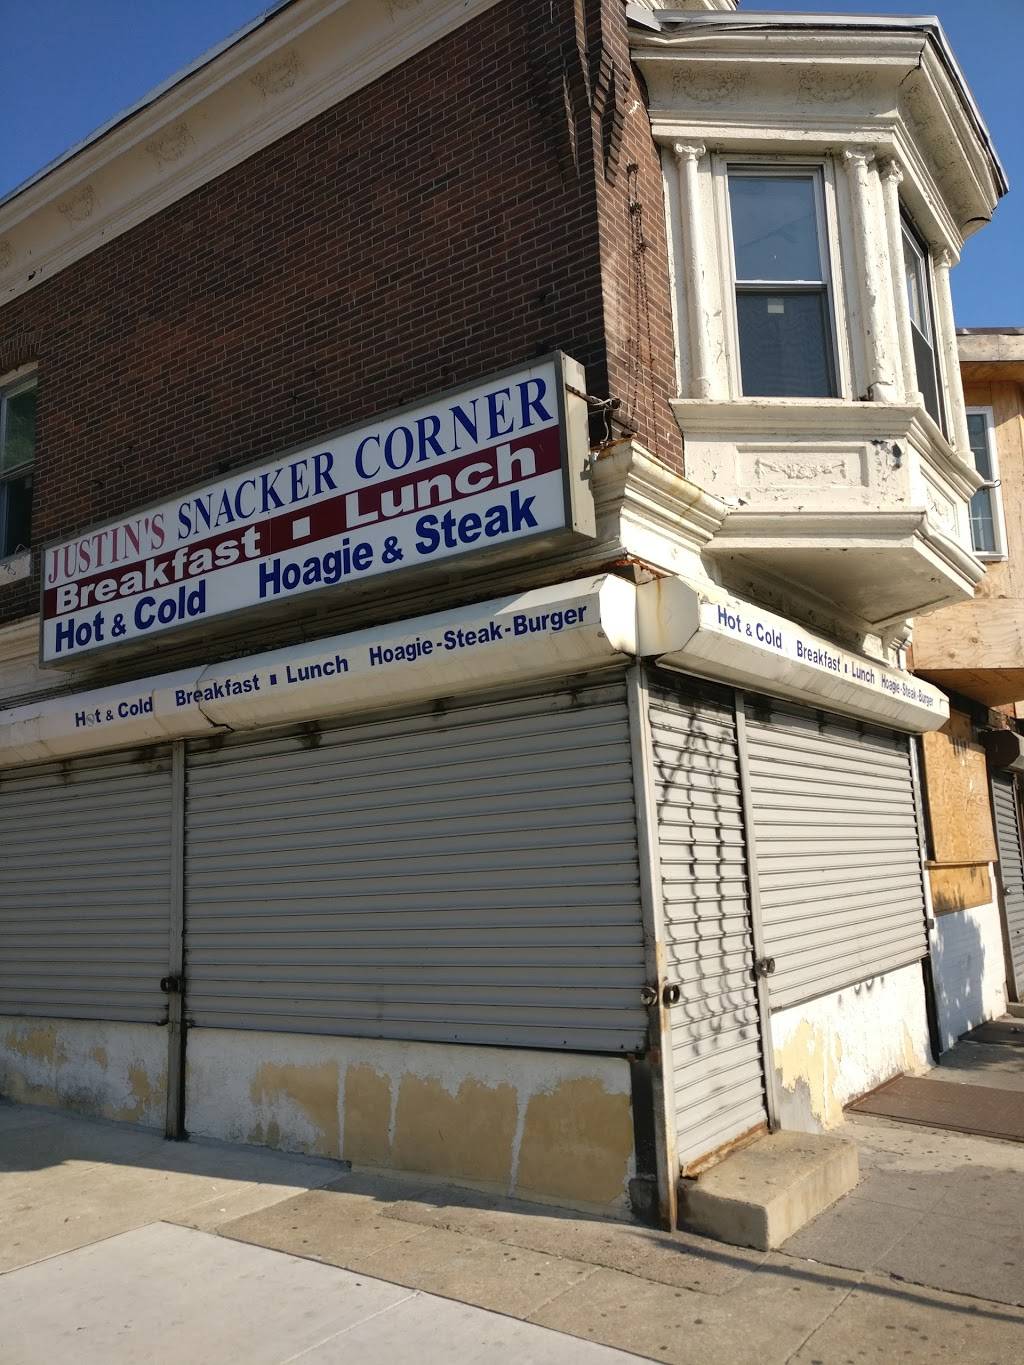 JUSTIN'S SNACKER CORNER
Breakfast ▪ Lunch
Hot & Cold Hoagie & Steak
Hot & Cold Breakfast ▪ Lunch Hoagie-Steak-Burger
Hot & Cold Breakfast ▪ Lunch Hoagie-Steak-Burger